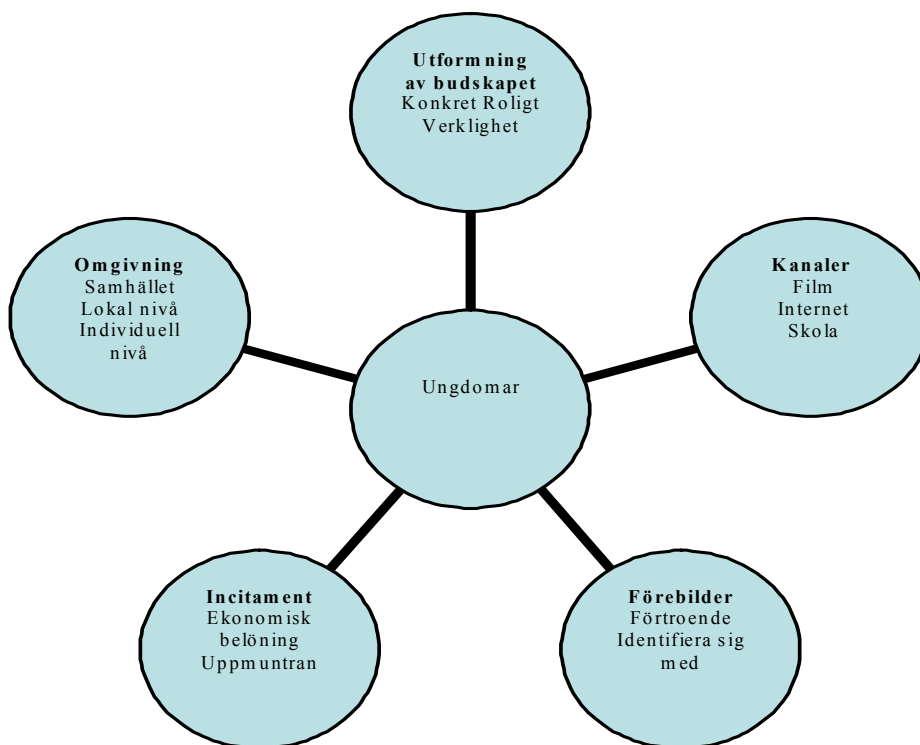 Utformning
av budskapet
Konkret Roligt
Verklighet
Omgivning
Samhället
Lokal nivå
Individuell
nivå
Kanaler
Film
Internet
Skola
Ungdomar
Incitament
Ekonomisk
belöning
Uppmuntran
Förebilder
Förtroende
Identifiera sig
med